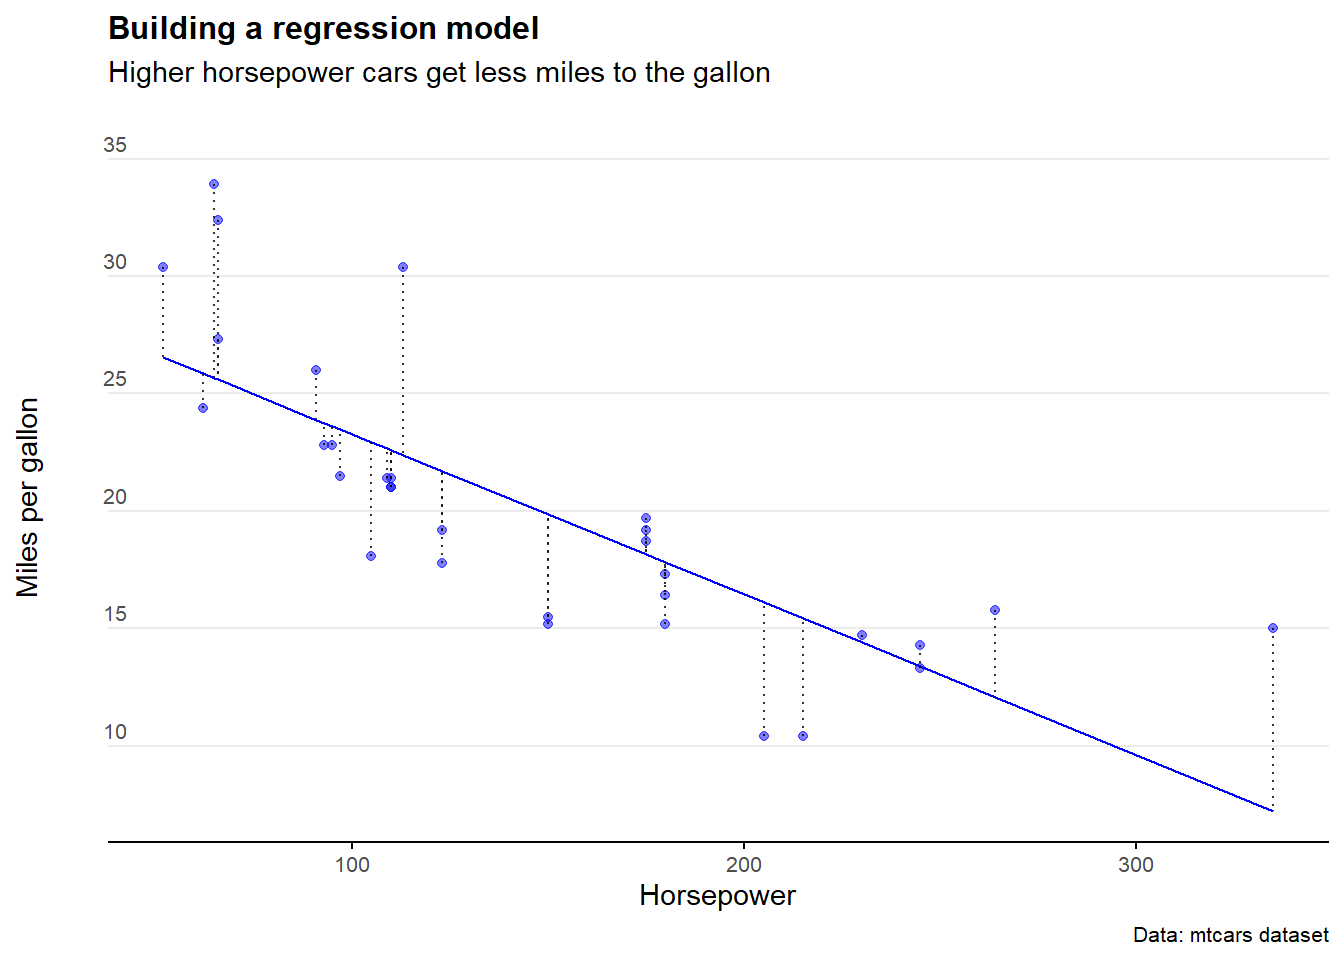 Building a regression model
Higher horsepower cars get less miles to the gallon
35
30
25
20
15
10
Miles per gallon
100 200 300
Horsepower
Data: mtcars dataset